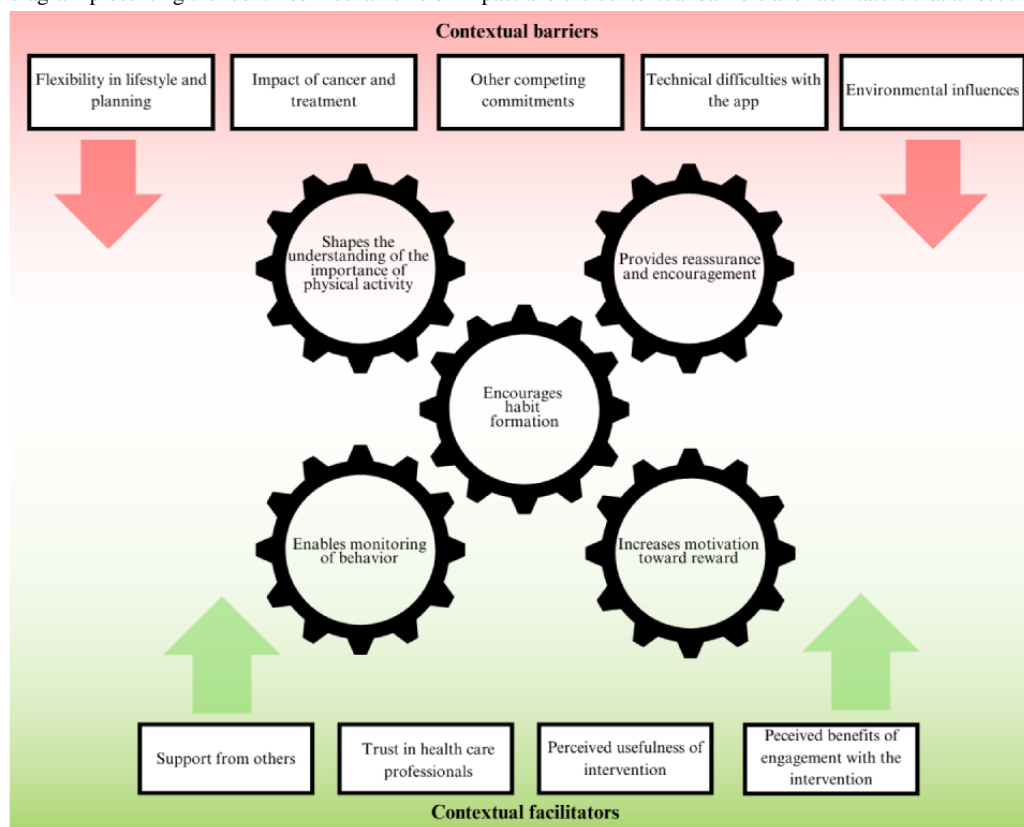 Contextual barriers
Flexibility in lifestyle and
planning
Impact of cancer and
treatment
Other competing
commitments
Technical difficulties with
the app
Environmental influences
Shapes the
understanding of the
importance of
physical activity
Provides reassurance
and encouragement
Encourages
habit
formation
Enables monitoring
of behavior
Increases motivation
toward reward
Support from others
Trust in health care
professionals
Perceived usefulness of
intervention
Peceived benefits of
engagement with the
intervention
Contextual facilitators